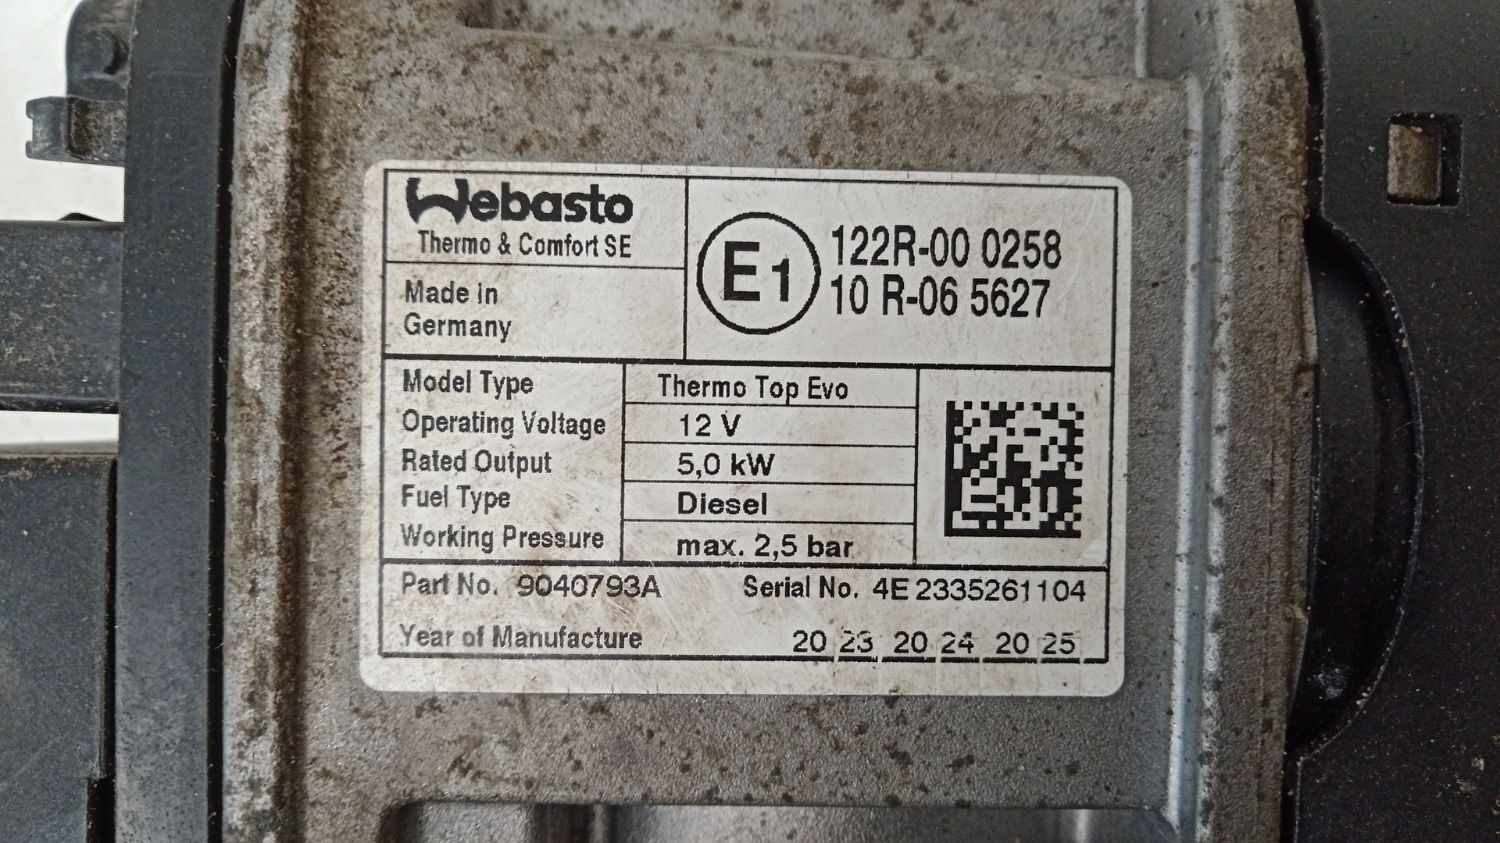 Webasto
Thermo & Comfort SE
Made in
Germany
E1
122R-00 0258
10 R-06 5627
Model Type Thermo Top Evo
Operating Voltage 12 V
Rated Output 5,0 kW
Fuel Type Diesel
Working Pressure max. 2,5 bar
Part No. 9040793A Serial No. 4E 2335261104
Year of Manufacture 20 23 20 24 20 25